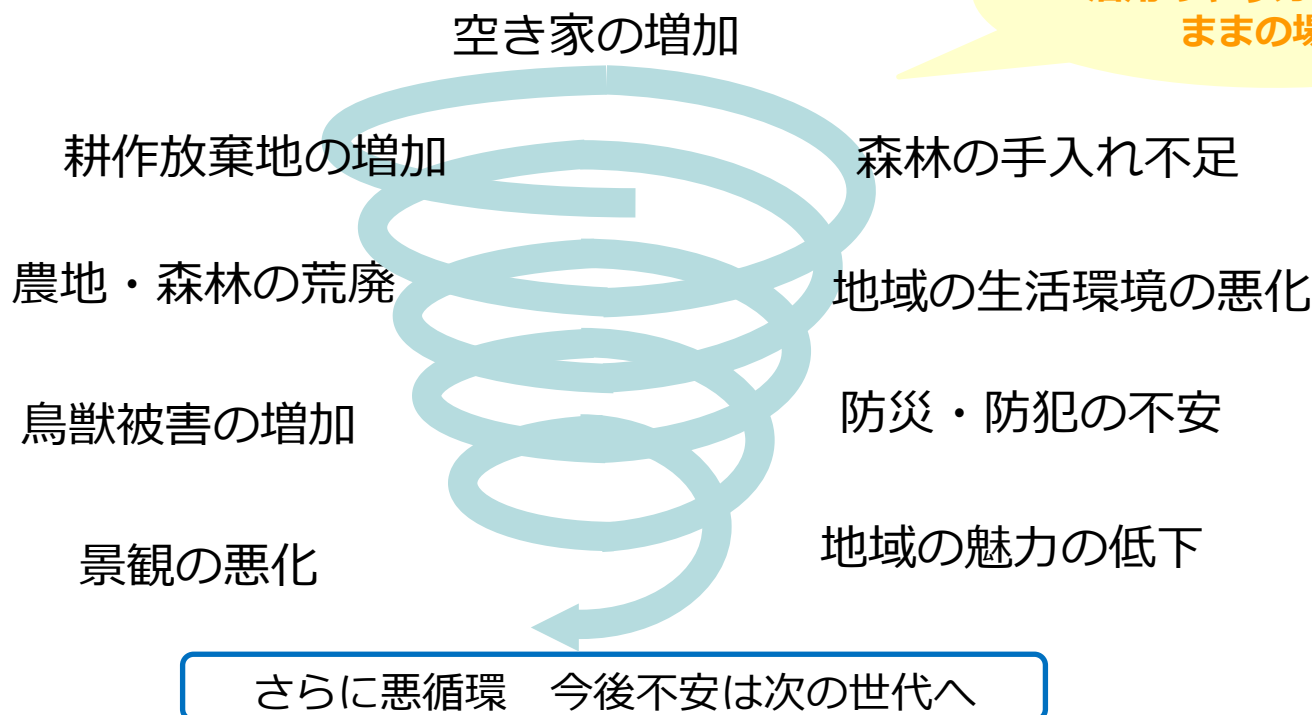 ままの場
空き家の増加
耕作放棄地の増加
森林の手入れ不足
農地・森林の荒廃
地域の生活環境の悪化
鳥獣被害の増加
防災・防犯の不安
景観の悪化
地域の魅力の低下
さらに悪循環　今後不安は次の世代へ